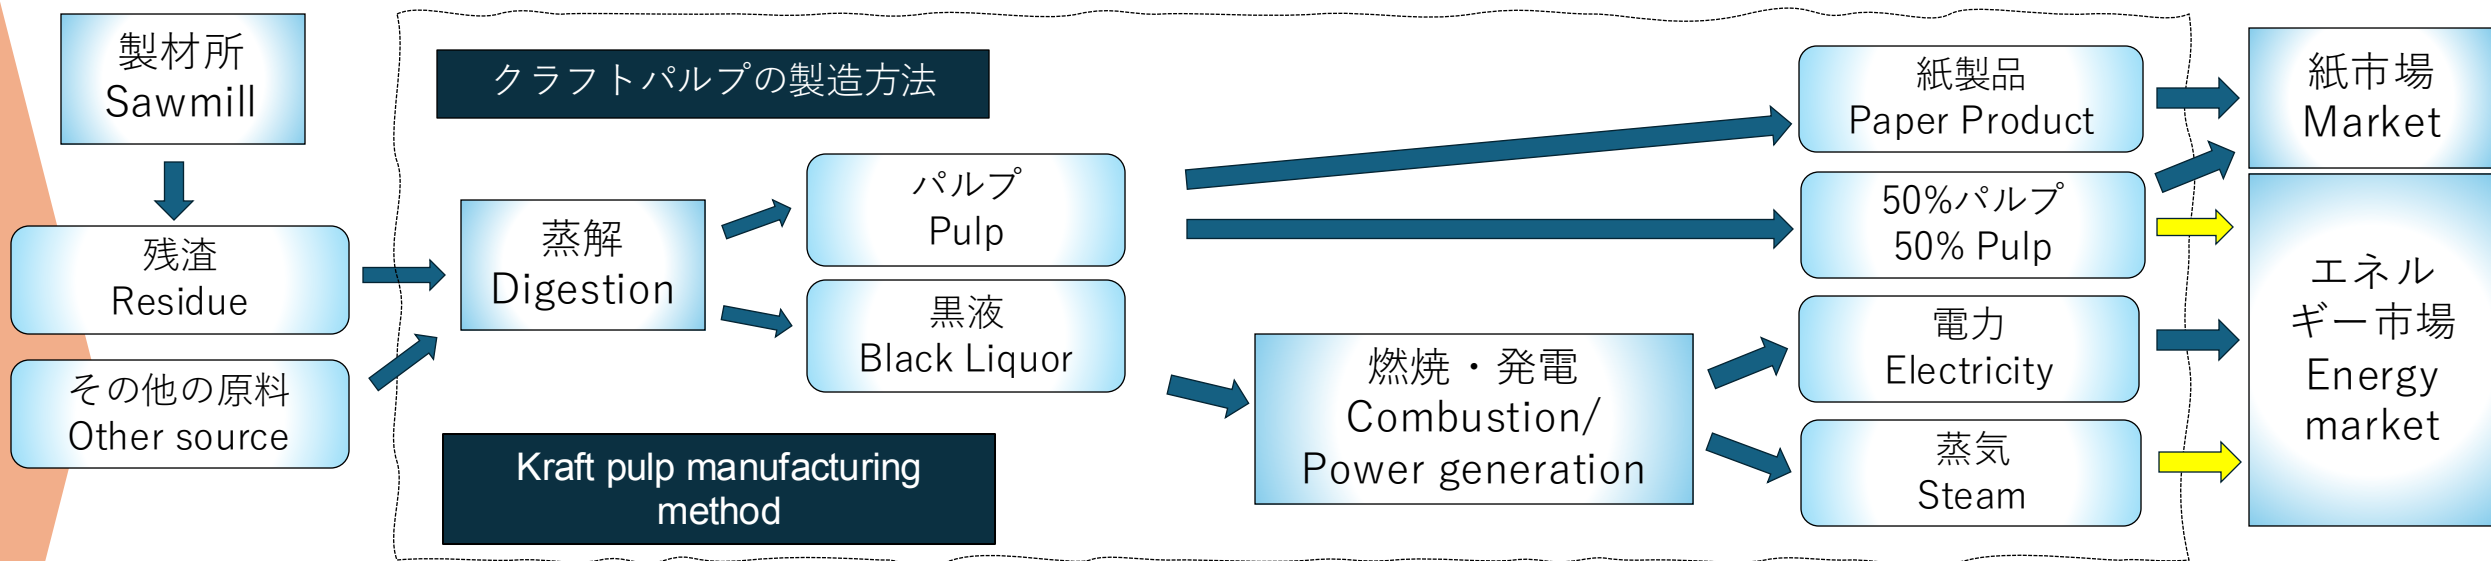 製材所
Sawmill
残渣
Residue
その他の原料
Other source
クラフトパルプの製造方法
蒸解
Digestion
パルプ
Pulp
黒液
Black Liquor
Kraft pulp manufacturing
method
燃焼・発電
Combustion/
Power generation
紙製品
Paper Product
50%パルプ
50% Pulp
電力
Electricity
蒸気
Steam
紙市場
Market
エネル
ギー市場
Energy
market